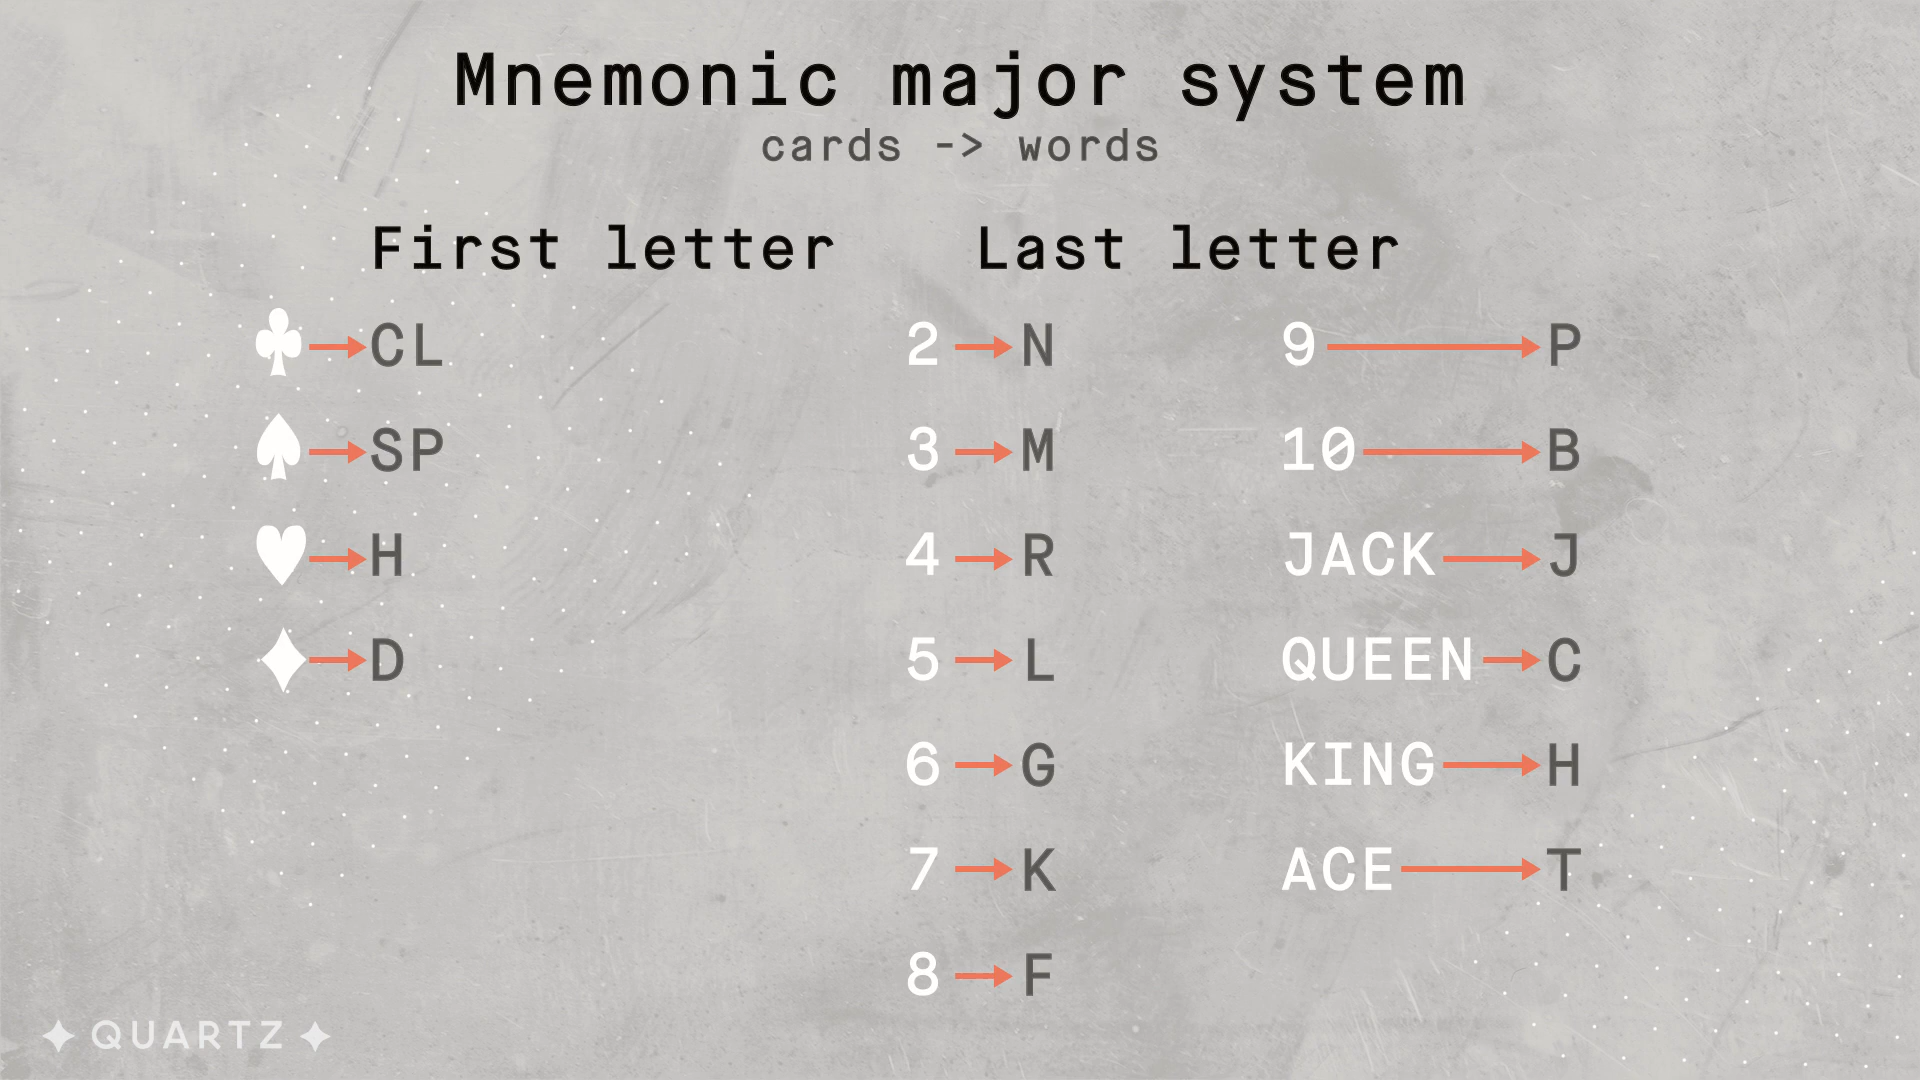 Mnemonic major system
cards -> words
First letter
Last letter
CL
SP
H
D
2 N
3 M
4 R
5 L
6 G
7 K
8 F
9 P
10 B
JACK J
QUEEN C
KING H
ACE T
QUARTZ